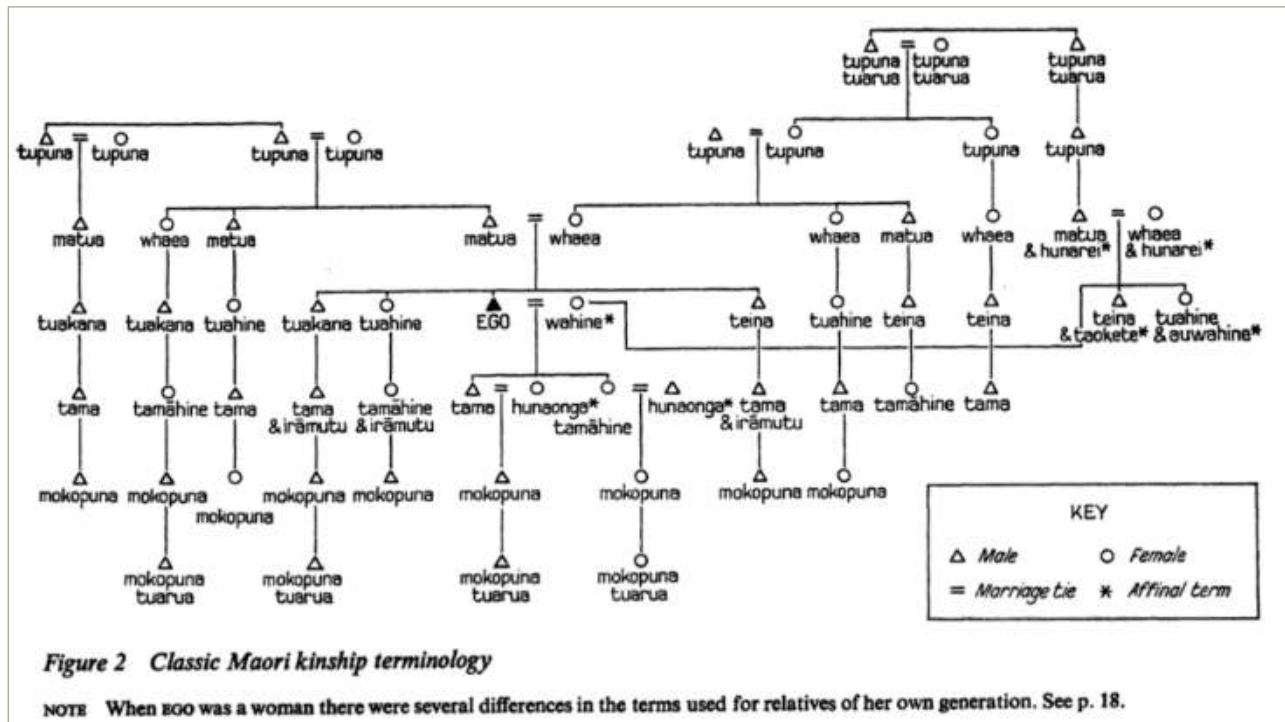 tupuna tuarua
tupuna tuarua
tupuna tuarua
tupuna
tupuna
tupuna
tupuna
tupuna
tupuna
tupuna
tupuna
matua
whaea
matua
matua
whaea
whaea
matua
whaea
matua & hunarei*
whaea & hunarei*
tuakana
tuakana
tuahine
tuakana
tuahine
EGO
wahine*
teina
tuahine
teina
teina
teina & taokete*
tuahine & auwahine*
tama
tamāhine
tama
tama & irāmutu
tamāhine & irāmutu
tama
hunaonga*
tamāhine
hunaonga*
tama & irāmutu
tama
tamāhine
tama
mokopuna
mokopuna
mokopuna
mokopuna
mokopuna
mokopuna
mokopuna
mokopuna
mokopuna
mokopuna tuarua
mokopuna tuarua
mokopuna tuarua
mokopuna tuarua
KEY
Male
Female
= Marriage tie
* Affinal term
Figure 2 Classic Maori kinship terminology
NOTE When EGO was a woman there were several differences in the terms used for relatives of her own generation. See p. 18.